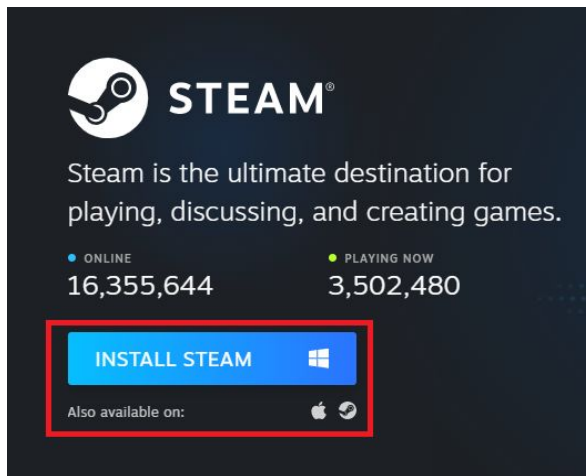 STEAM®
Steam is the ultimate destination for
playing, discussing, and creating games.
ONLINE PLAYING NOW
16,355,644 3,502,480
INSTALL STEAM
Also available on: